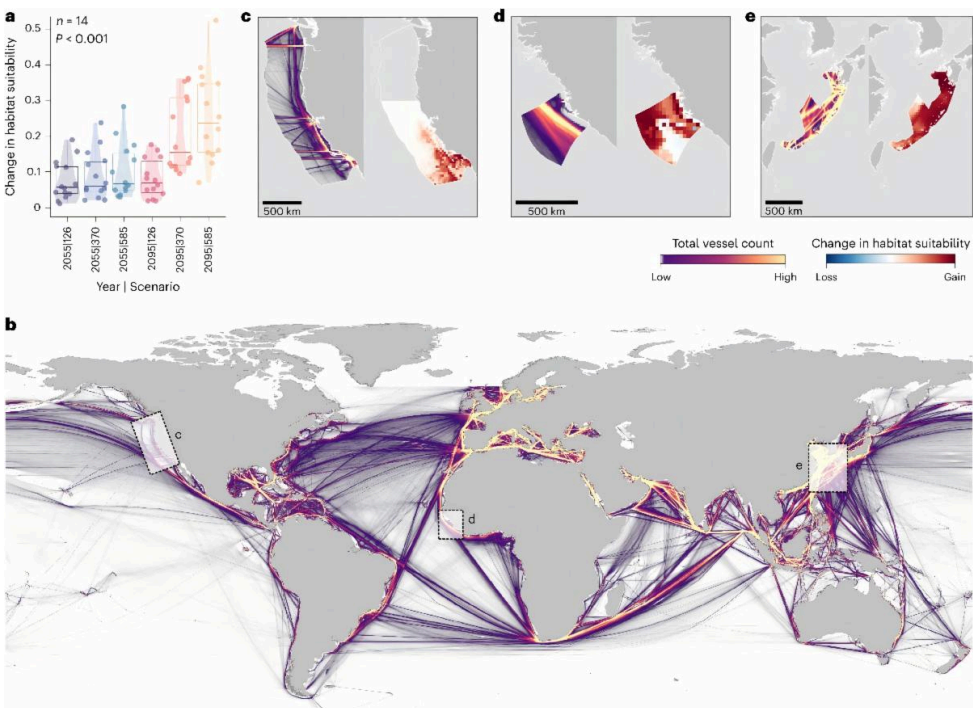 a
n = 14
P < 0.001
Change in habitat suitability
0.5
0.4
0.3
0.2
0.1
0
2055|126
2055|370
2055|585
2095|126
2095|370
2095|585
Year | Scenario
c
500 km
d
500 km
e
500 km
Total vessel count
Low
High
Change in habitat suitability
Loss
Gain
b
c
d
e